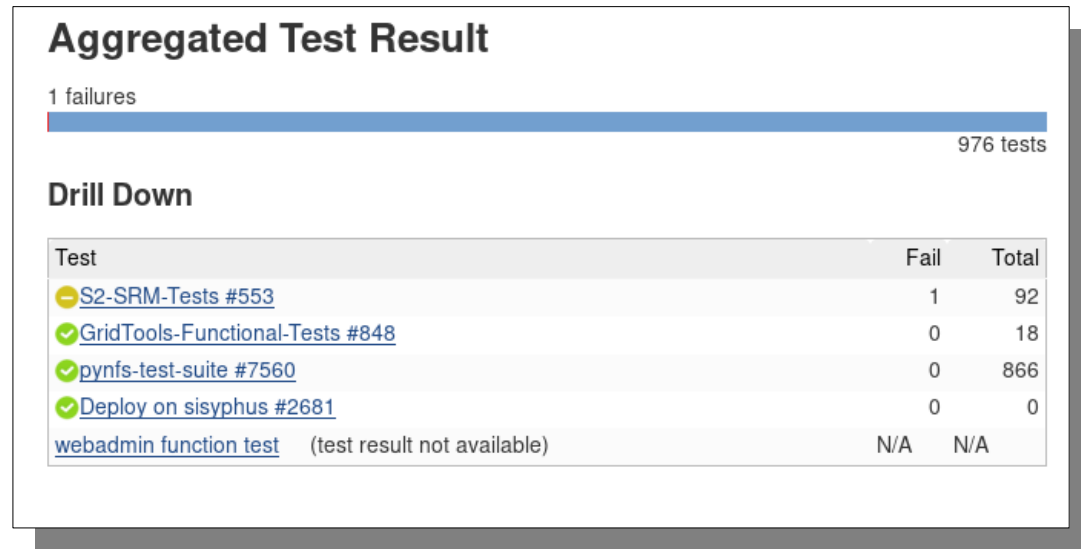 Aggregated Test Result
1 failures
976 tests
Drill Down
Test Fail Total
S2-SRM-Tests #553 1 92
GridTools-Functional-Tests #848 0 18
pynfs-test-suite #7560 0 866
Deploy on sisyphus #2681 0 0
webadmin function test (test result not available) N/A N/A